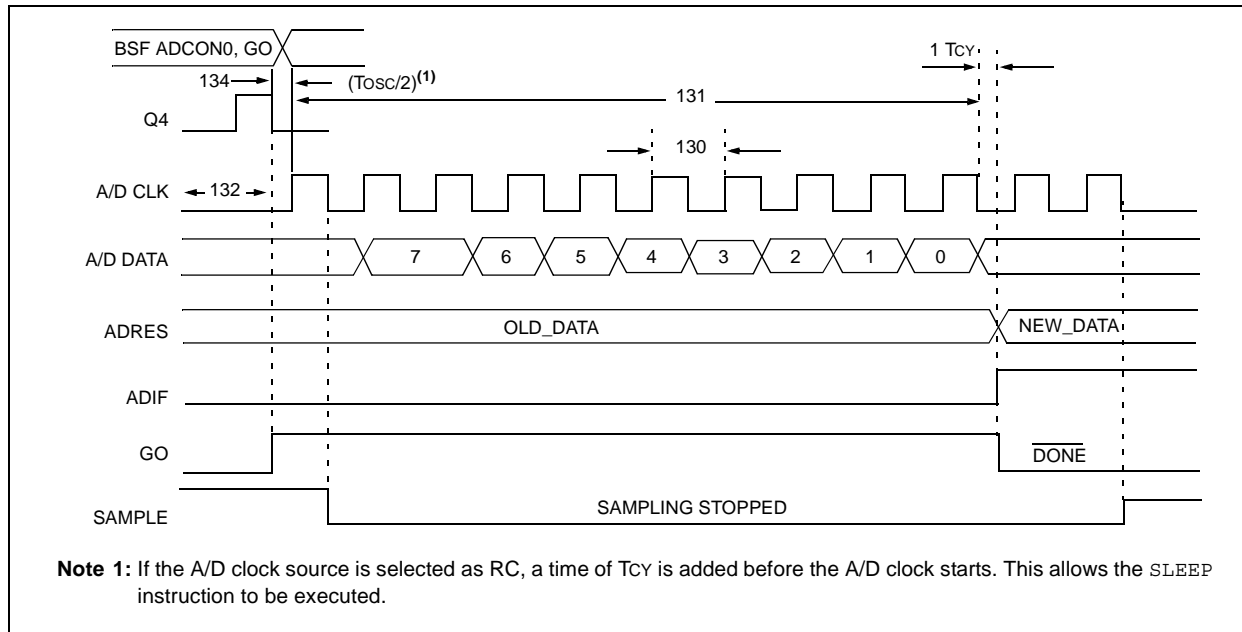 BSF ADCON0, GO
1 TCY
134 (TOSC/2)(1)
131
Q4
130
A/D CLK 132
A/D DATA 7 6 5 4 3 2 1 0
ADRES OLD_DATA NEW_DATA
ADIF
GO DONE
SAMPLE SAMPLING STOPPED
Note 1: If the A/D clock source is selected as RC, a time of TCY is added before the A/D clock starts. This allows the SLEEP
instruction to be executed.